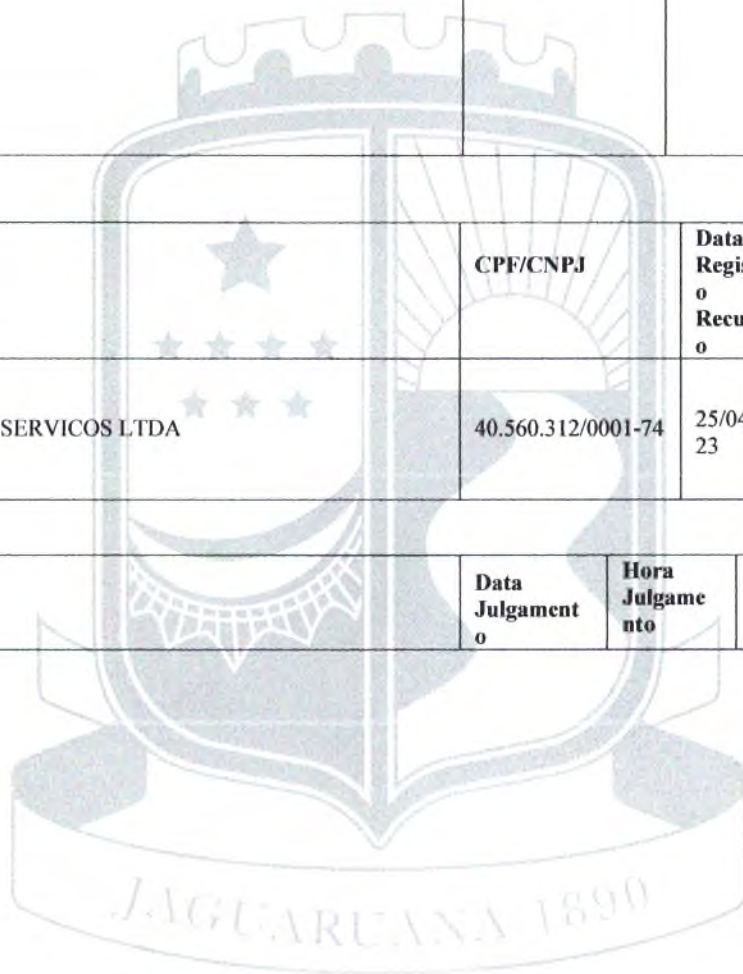 CPF/CNPJ
Data
Regis
o
Recu
o
SERVICOS LTDA
40.560.312/0001-74
25/04
23
Data
Julgament
o
Hora
Julgame
nto
JAGUARUANA 1890